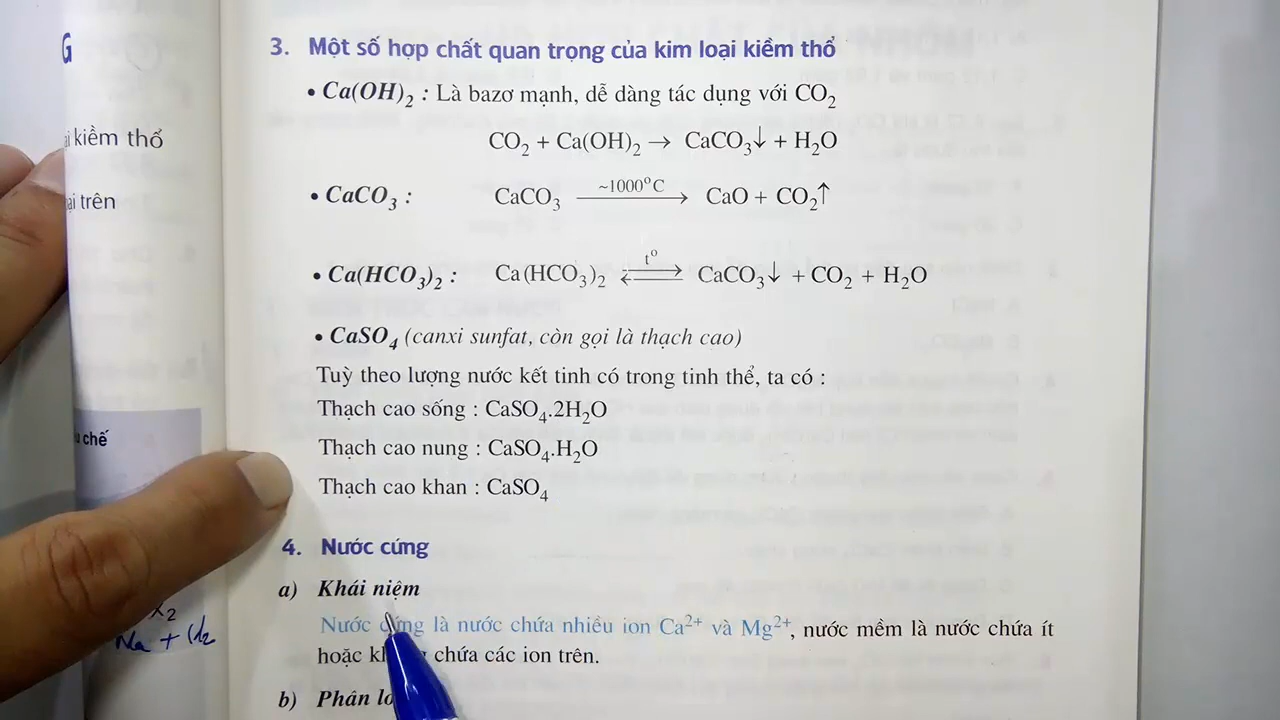 G
kiềm thổ
ại trên
chế
X₂
Na + Cl₂
3. Một số hợp chất quan trọng của kim loại kiềm thổ
• Ca(OH)₂ : Là bazơ mạnh, dễ dàng tác dụng với CO₂
CO₂ + Ca(OH)₂ → CaCO₃↓ + H₂O
• CaCO₃ : CaCO₃ ~1000°C → CaO + CO₂↑
• Ca(HCO₃)₂ : Ca(HCO₃)₂ t° ⇌ CaCO₃↓ + CO₂ + H₂O
• CaSO₄ (canxi sunfat, còn gọi là thạch cao)
Tuỳ theo lượng nước kết tinh có trong tinh thể, ta có :
Thạch cao sống : CaSO₄.2H₂O
Thạch cao nung : CaSO₄.H₂O
Thạch cao khan : CaSO₄
4. Nước cứng
a) Khái niệm
Nước cứng là nước chứa nhiều ion Ca²⁺ và Mg²⁺, nước mềm là nước chứa ít
hoặc chứa các ion trên.
b) Phân